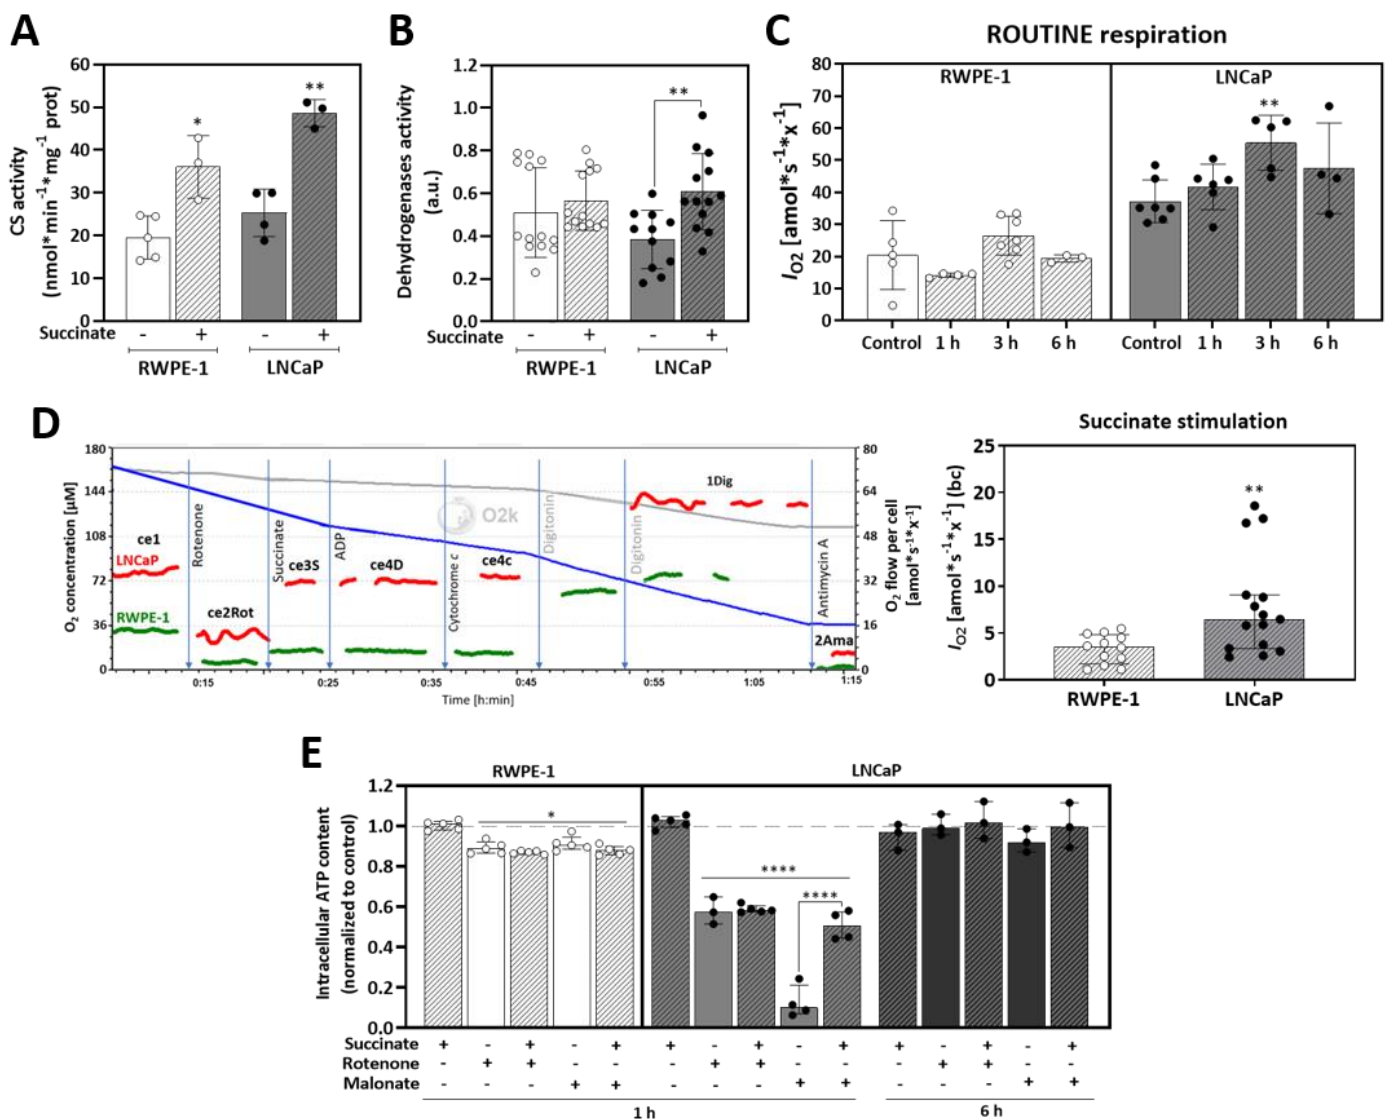 A
CS activity
(nmol*min⁻¹*mg⁻¹ prot)
60
50
40
30
20
10
0
*
**
Succinate
- + - +
RWPE-1 LNCaP
B
Dehydrogenases activity
(a.u.)
1.2
1.0
0.8
0.6
0.4
0.2
0.0
**
Succinate
- + - +
RWPE-1 LNCaP
C
ROUTINE respiration
IO2 [amol*s⁻¹*x⁻¹]
80
70
60
50
40
30
20
10
0
RWPE-1 LNCaP
**
Control 1 h 3 h 6 h Control 1 h 3 h 6 h
D
O2 concentration [µM]
180
144
108
72
36
0
ce1
LNCaP
RWPE-1
Rotenone
ce2Rot
Succinate
ce3S
ADP
ce4D
O2k
Cytochrome c
ce4c
Digitonin
Digitonin
1Dig
Antimycin A
2Ama
80
64
48
32
16
0
O2 flow per cell
[amol*s⁻¹*x⁻¹]
0:15 0:25 0:35 0:45 0:55 1:05 1:15
Time [h:min]
Succinate stimulation
IO2 [amol*s⁻¹*x⁻¹] (bc)
25
20
15
10
5
0
**
RWPE-1 LNCaP
E
RWPE-1 LNCaP
Intracellular ATP content
(normalized to control)
1.2
1.0
0.8
0.6
0.4
0.2
0.0
*
****
****
Succinate + - + - + + - + - + + - + - +
Rotenone - + + - - - + + - - - + + - -
Malonate - - - + + - - - + + - - - + +
1 h 6 h